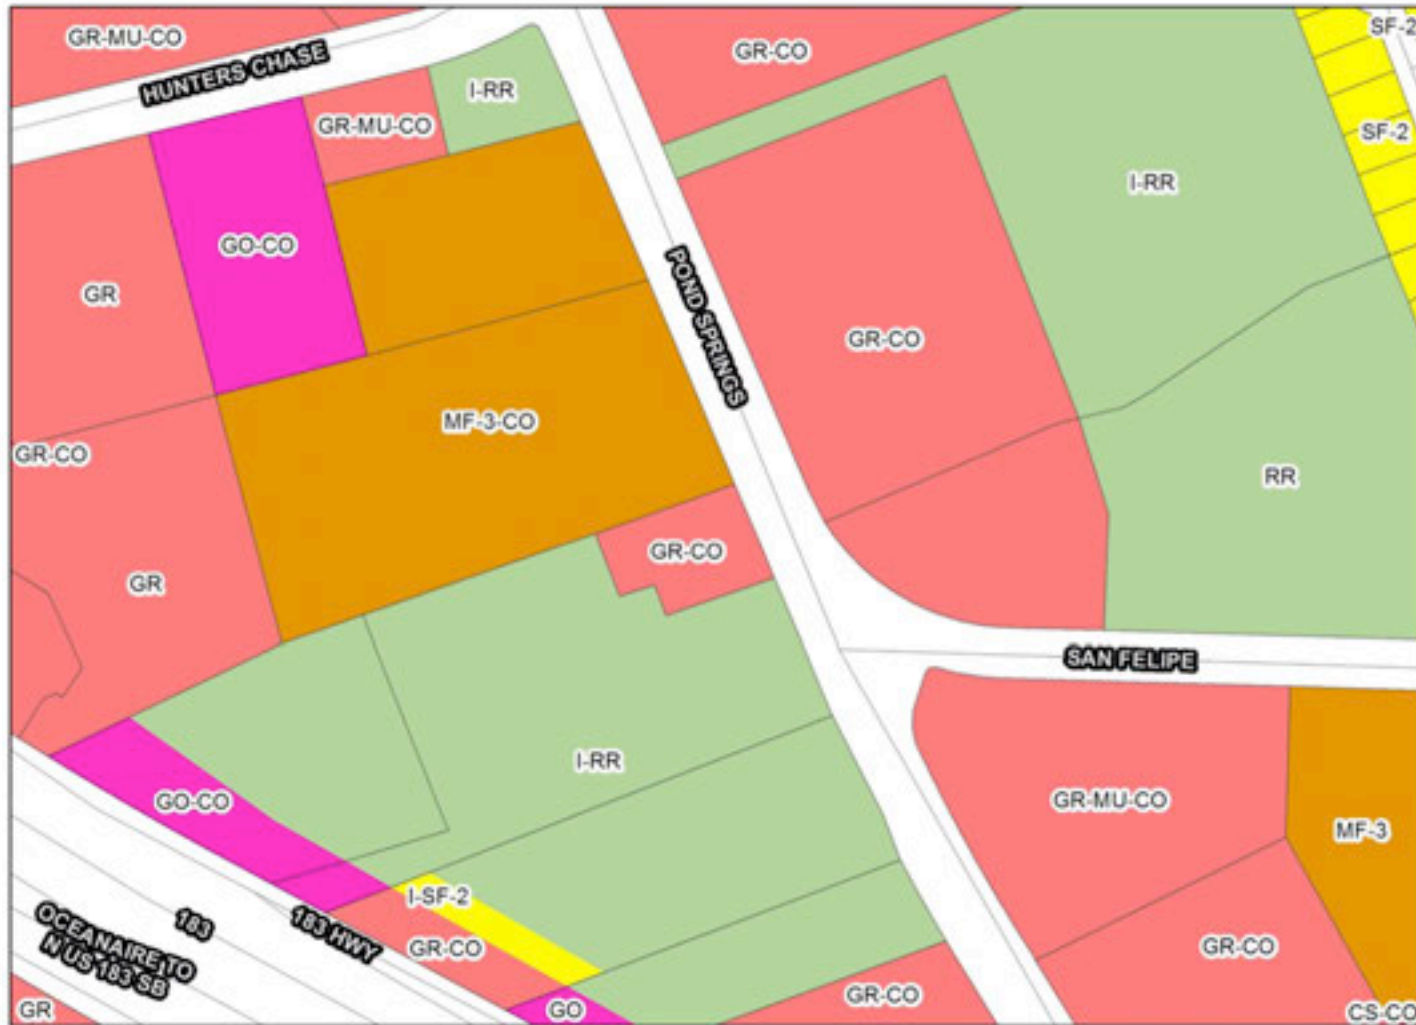 SF-2
GR-MU-CO
GR-CO
HUNTERS CHASE
I-RR
GR-MU-CO
SF-2
I-RR
GO-CO
GR
POND SPRINGS
GR-CO
MF-3-CO
GR-CO
RR
GR-CO
GR
SAN FELIPE
I-RR
GO-CO
GR-MU-CO
MF-3
I-SF-2
183
183 HWY
OCEANAIRE TO
N US 183 SB
GR-CO
GR-CO
GR-CO
GR
GO
CS-CO